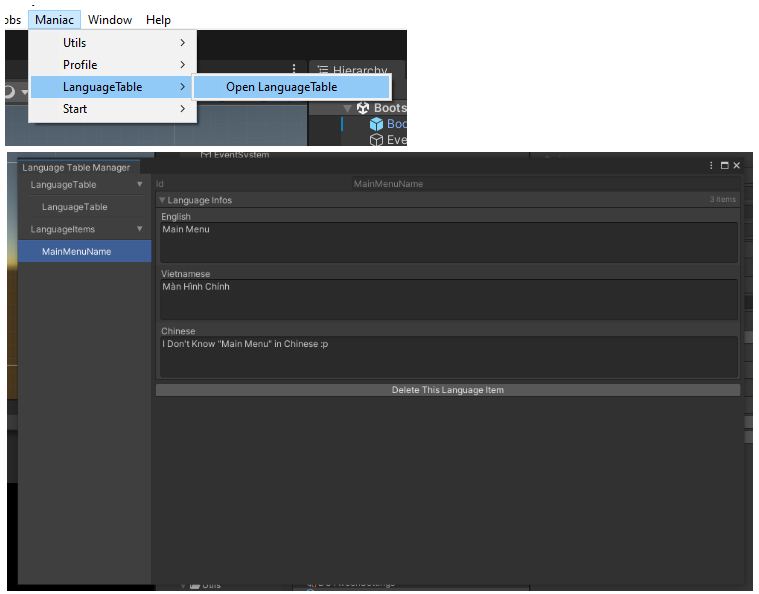 obs Maniac Window Help
Utils
Profile
LanguageTable
Open LanguageTable
Start
Hierarchy
Boots
Boo
Eve
EventSystem
Language Table Manager
LanguageTable
LanguageTable
LanguageItems
MainMenuName
Id
MainMenuName
Language Infos
3 items
English
Main Menu
Vietnamese
Màn Hình Chính
Chinese
I Don't Know "Main Menu" in Chinese :p
Delete This Language Item
Utils